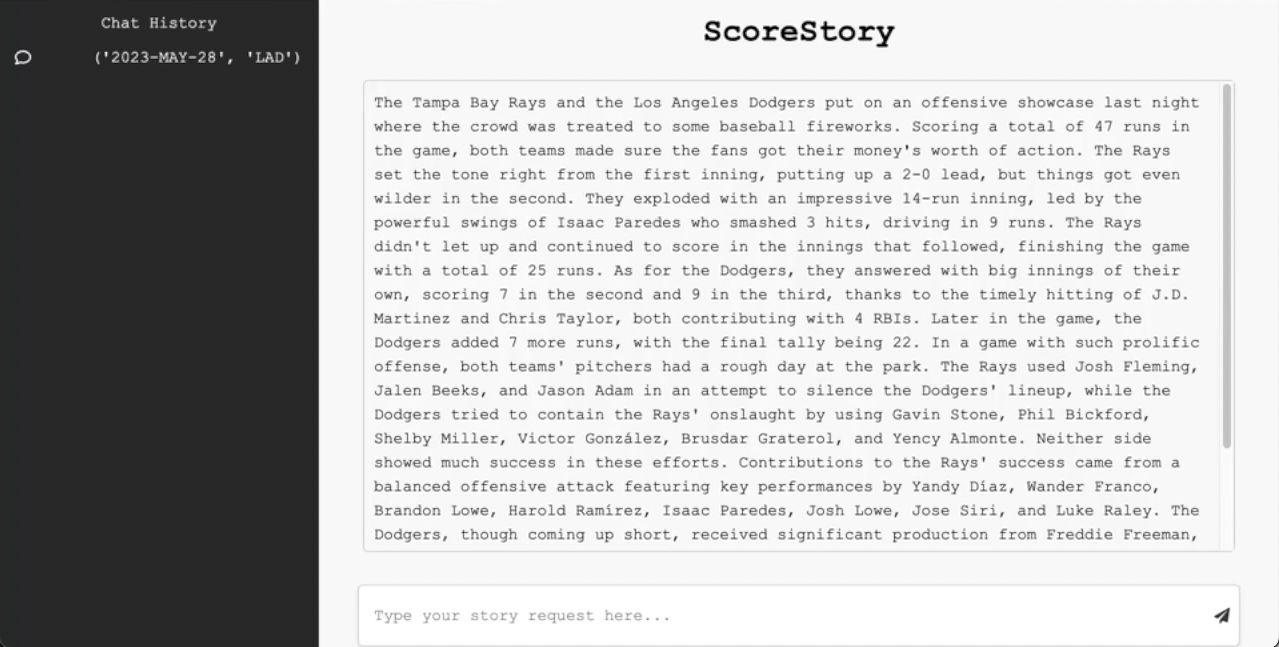 Chat History
('2023-MAY-28', 'LAD')
ScoreStory
The Tampa Bay Rays and the Los Angeles Dodgers put on an offensive showcase last night
where the crowd was treated to some baseball fireworks. Scoring a total of 47 runs in
the game, both teams made sure the fans got their money's worth of action. The Rays
set the tone right from the first inning, putting up a 2-0 lead, but things got even
wilder in the second. They exploded with an impressive 14-run inning, led by the
powerful swings of Isaac Paredes who smashed 3 hits, driving in 9 runs. The Rays
didn't let up and continued to score in the innings that followed, finishing the game
with a total of 25 runs. As for the Dodgers, they answered with big innings of their
own, scoring 7 in the second and 9 in the third, thanks to the timely hitting of J.D.
Martinez and Chris Taylor, both contributing with 4 RBIs. Later in the game, the
Dodgers added 7 more runs, with the final tally being 22. In a game with such prolific
offense, both teams' pitchers had a rough day at the park. The Rays used Josh Fleming,
Jalen Beeks, and Jason Adam in an attempt to silence the Dodgers' lineup, while the
Dodgers tried to contain the Rays' onslaught by using Gavin Stone, Phil Bickford,
Shelby Miller, Victor González, Brusdar Graterol, and Yency Almonte. Neither side
showed much success in these efforts. Contributions to the Rays' success came from a
balanced offensive attack featuring key performances by Yandy Díaz, Wander Franco,
Brandon Lowe, Harold Ramírez, Isaac Paredes, Josh Lowe, Jose Siri, and Luke Raley. The
Dodgers, though coming up short, received significant production from Freddie Freeman,
Type your story request here...